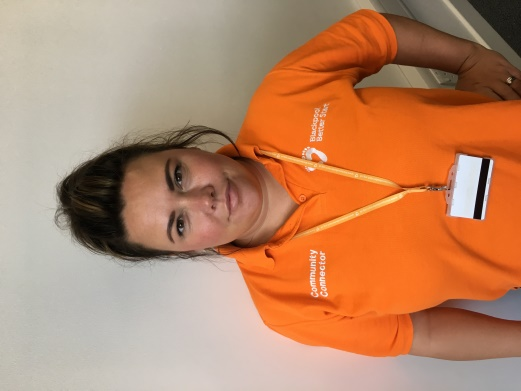 Community
Connector
Blackpool
Better Start